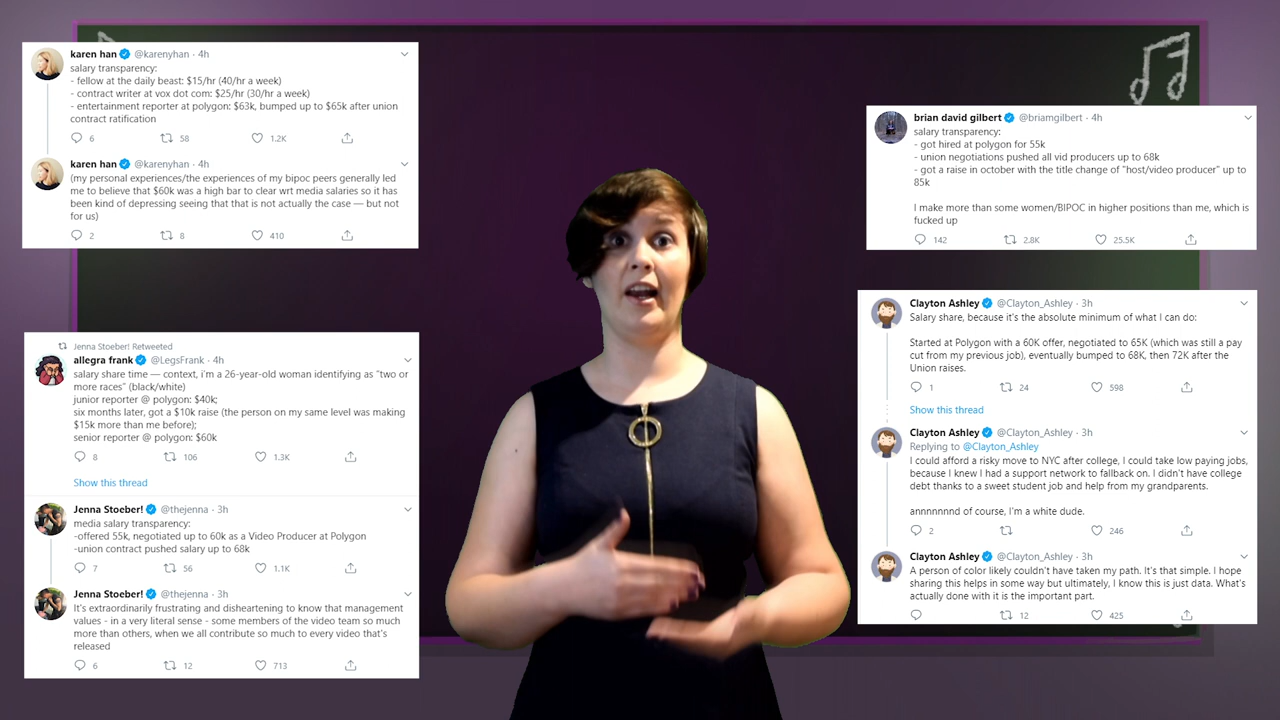 karen han @karenyhan · 4h
salary transparency:
- fellow at the daily beast: $15/hr (40/hr a week)
- contract writer at vox dot com: $25/hr (30/hr a week)
- entertainment reporter at polygon: $63k, bumped up to $65k after union
contract ratification
6 58 1.2K
karen han @karenyhan · 4h
(my personal experiences/the experiences of my bipoc peers generally led
me to believe that $60k was a high bar to clear wrt media salaries so it has
been kind of depressing seeing that that is not actually the case — but not
for us)
2 8 410
Jenna Stoeber! Retweeted
allegra frank @LegsFrank · 4h
salary share time — context, i'm a 26-year-old woman identifying as "two or
more races" (black/white)
junior reporter @ polygon: $40k;
six months later, got a $10k raise (the person on my same level was making
$15k more than me before);
senior reporter @ polygon: $60k
8 106 1.3K
Show this thread
Jenna Stoeber! @thejenna · 3h
media salary transparency:
-offered 55k, negotiated up to 60k as a Video Producer at Polygon
-union contract pushed salary up to 68k
7 56 1.1K
Jenna Stoeber! @thejenna · 3h
It's extraordinarily frustrating and disheartening to know that management
values - in a very literal sense - some members of the video team so much
more than others, when we all contribute so much to every video that's
released
6 12 713
brian david gilbert @briamgilbert · 4h
salary transparency:
- got hired at polygon for 55k
- union negotiations pushed all vid producers up to 68k
- got a raise in october with the title change of "host/video producer" up to
85k
I make more than some women/BIPOC in higher positions than me, which is
fucked up
142 2.8K 25.5K
Clayton Ashley @Clayton_Ashley · 3h
Salary share, because it's the absolute minimum of what I can do:
Started at Polygon with a 60K offer, negotiated to 65K (which was still a pay
cut from my previous job), eventually bumped to 68K, then 72K after the
Union raises.
1 24 598
Show this thread
Clayton Ashley @Clayton_Ashley · 3h
Replying to @Clayton_Ashley
I could afford a risky move to NYC after college, I could take low paying jobs,
because I knew I had a support network to fallback on. I didn't have college
debt thanks to a sweet student job and help from my grandparents.
annnnnnnd of course, I'm a white dude.
2 246
Clayton Ashley @Clayton_Ashley · 3h
A person of color likely couldn't have taken my path. It's that simple. I hope
sharing this helps in some way but ultimately, I know this is just data. What's
actually done with it is the important part.
12 425